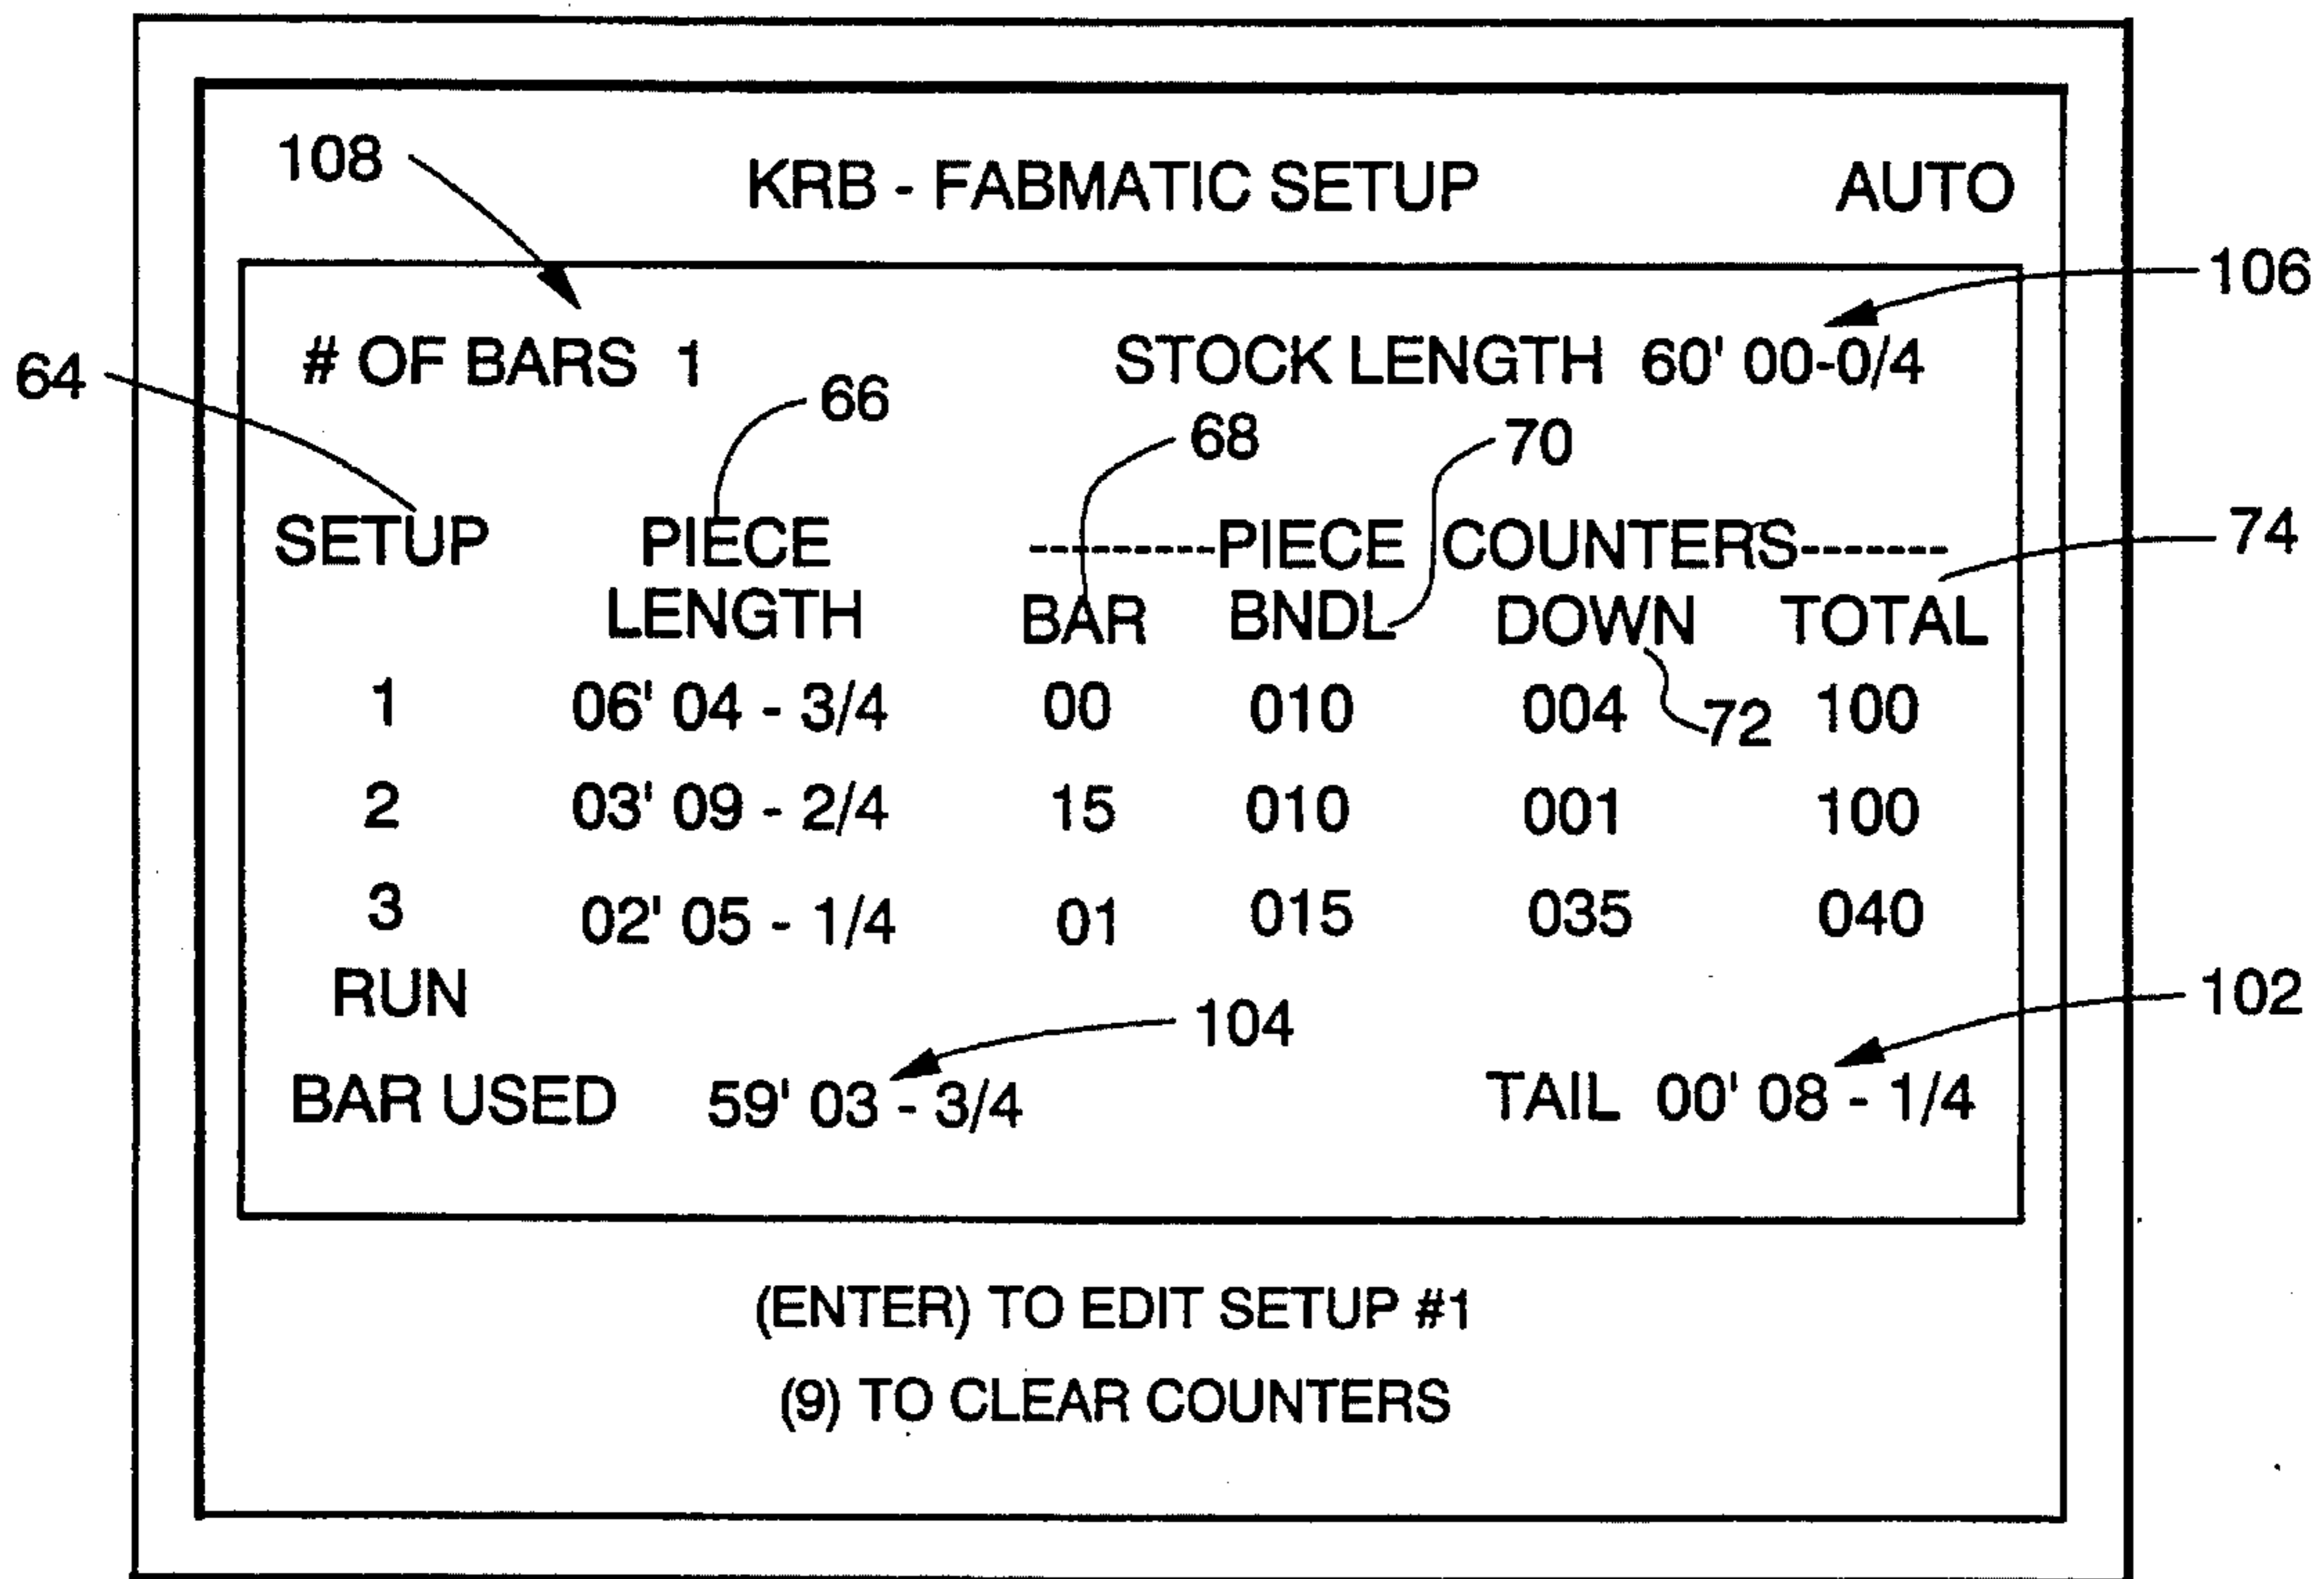 108
KRB - FABMATIC SETUP AUTO
106
# OF BARS 1 STOCK LENGTH 60' 00-0/4
64 66 68 70
SETUP PIECE ---------PIECE COUNTERS------- 74
LENGTH BAR BNDL DOWN TOTAL
1 06' 04 - 3/4 00 010 004 72 100
2 03' 09 - 2/4 15 010 001 100
3 02' 05 - 1/4 01 015 035 040
RUN
104 102
BAR USED 59' 03 - 3/4 TAIL 00' 08 - 1/4
(ENTER) TO EDIT SETUP #1
(9) TO CLEAR COUNTERS